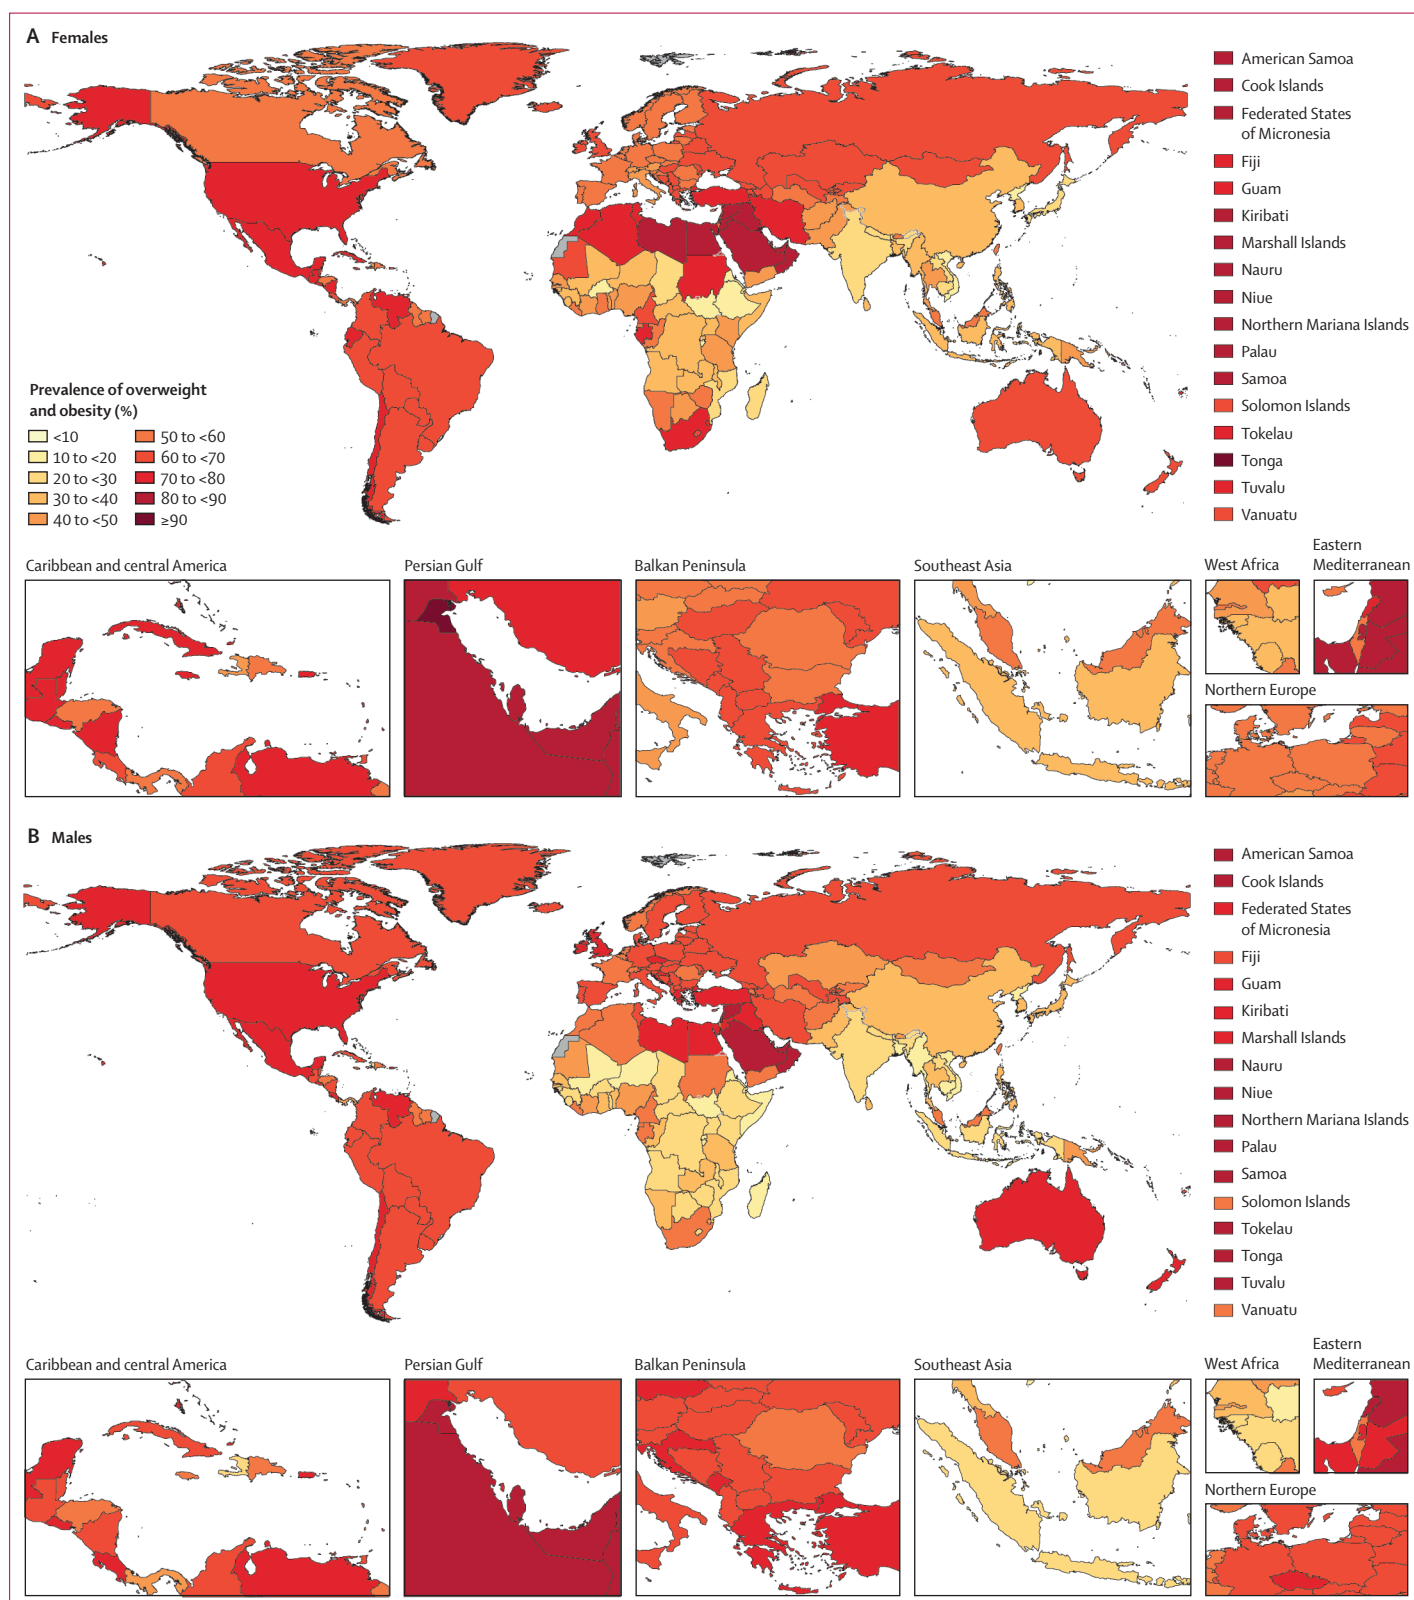 A Females
American Samoa
Cook Islands
Federated States
of Micronesia
Fiji
Guam
Kiribati
Marshall Islands
Nauru
Niue
Northern Mariana Islands
Palau
Samoa
Solomon Islands
Tokelau
Tonga
Tuvalu
Vanuatu
Prevalence of overweight
and obesity (%)
<10
10 to <20
20 to <30
30 to <40
40 to <50
50 to <60
60 to <70
70 to <80
80 to <90
≥90
Caribbean and central America
Persian Gulf
Balkan Peninsula
Southeast Asia
West Africa
Eastern
Mediterranean
Northern Europe
B Males
American Samoa
Cook Islands
Federated States
of Micronesia
Fiji
Guam
Kiribati
Marshall Islands
Nauru
Niue
Northern Mariana Islands
Palau
Samoa
Solomon Islands
Tokelau
Tonga
Tuvalu
Vanuatu
Caribbean and central America
Persian Gulf
Balkan Peninsula
Southeast Asia
West Africa
Eastern
Mediterranean
Northern Europe